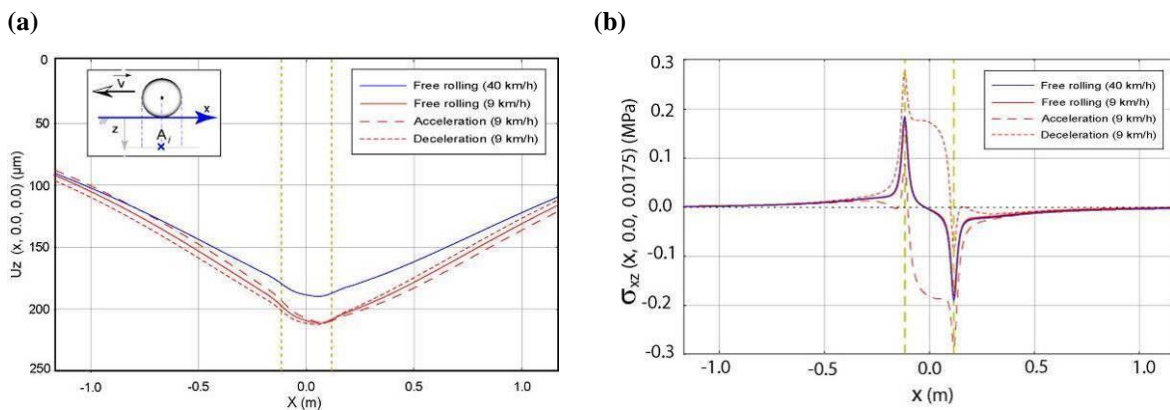 (a)
0
50
100
150
200
250
Uz (x, 0.0, 0.0) (µm)
V
x
z
A
Free rolling (40 km/h)
Free rolling (9 km/h)
Acceleration (9 km/h)
Deceleration (9 km/h)
-1.0 -0.5 0.0 0.5 1.0
X (m)
(b)
0.3
0.2
0.1
0.0
-0.1
-0.2
-0.3
σxz (x, 0.0, 0.0175) (MPa)
Free rolling (40 km/h)
Free rolling (9 km/h)
Acceleration (9 km/h)
Deceleration (9 km/h)
-1.0 -0.5 0.0 0.5 1.0
x (m)